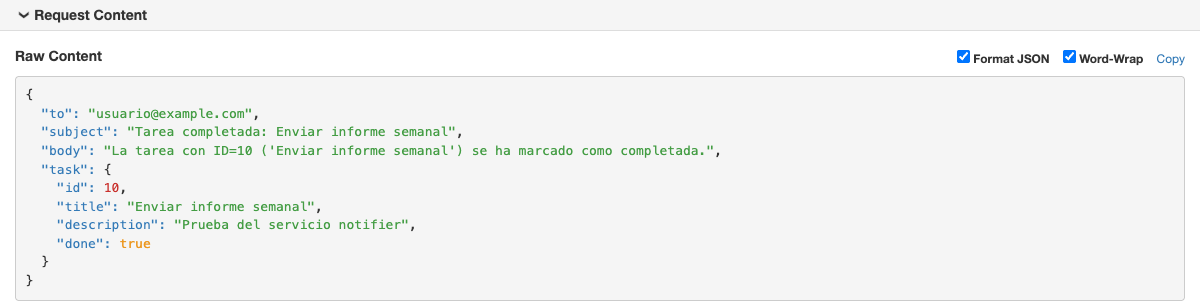 Request Content
Raw Content
Format JSON Word-Wrap Copy
{
  "to": "usuario@example.com",
  "subject": "Tarea completada: Enviar informe semanal",
  "body": "La tarea con ID=10 ('Enviar informe semanal') se ha marcado como completada.",
  "task": {
    "id": 10,
    "title": "Enviar informe semanal",
    "description": "Prueba del servicio notifier",
    "done": true
  }
}